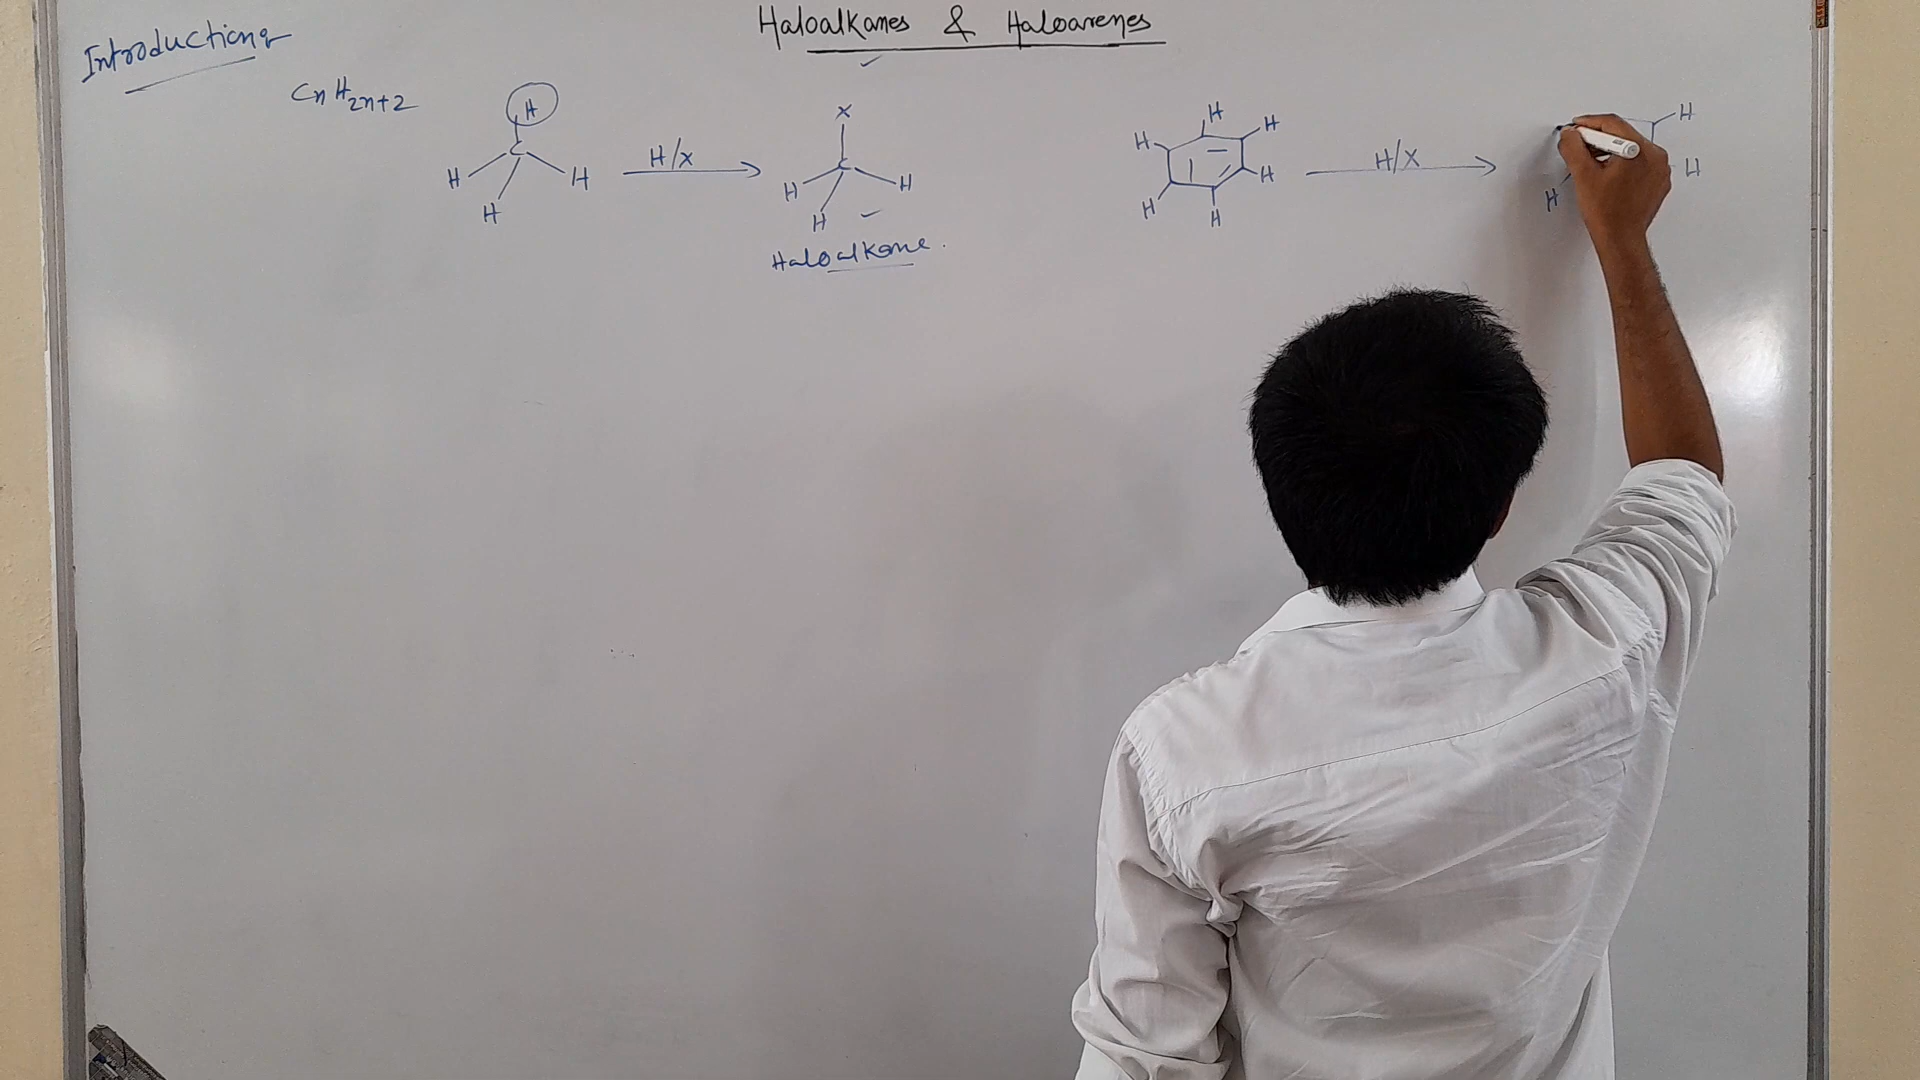 Haloalkanes & Haloarenes
Introduction
CnH2n+2
H
C
H
H
H
H/X
X
C
H
H
H
Haloalkane.
H
H
H
H
H
H
H/X
H
H
H